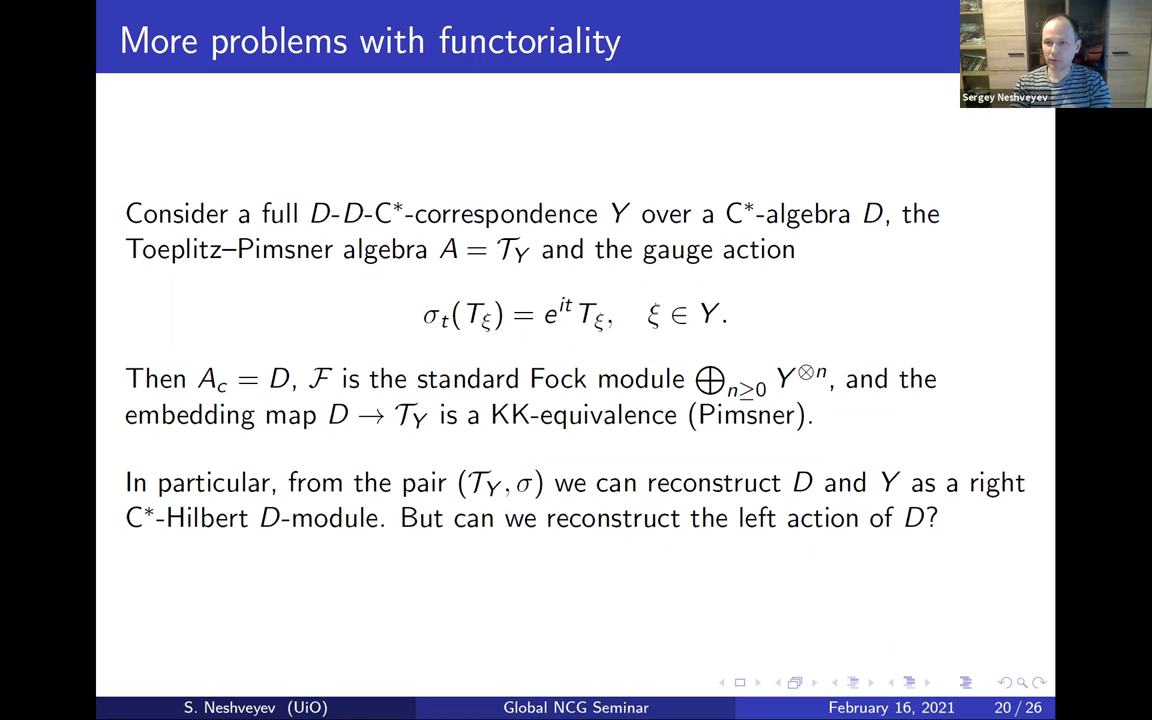 More problems with functoriality
Sergey Neshveyev
Consider a full D-D-C*-correspondence Y over a C*-algebra D, the
Toeplitz–Pimsner algebra A = 𝒯_Y and the gauge action
σ_t(T_ξ) = e^{it} T_ξ, ξ ∈ Y.
Then A_c = D, ℱ is the standard Fock module ⊕_{n≥0} Y^{⊗n}, and the
embedding map D → 𝒯_Y is a KK-equivalence (Pimsner).
In particular, from the pair (𝒯_Y, σ) we can reconstruct D and Y as a right
C*-Hilbert D-module. But can we reconstruct the left action of D?
S. Neshveyev (UiO) Global NCG Seminar February 16, 2021 20 / 26